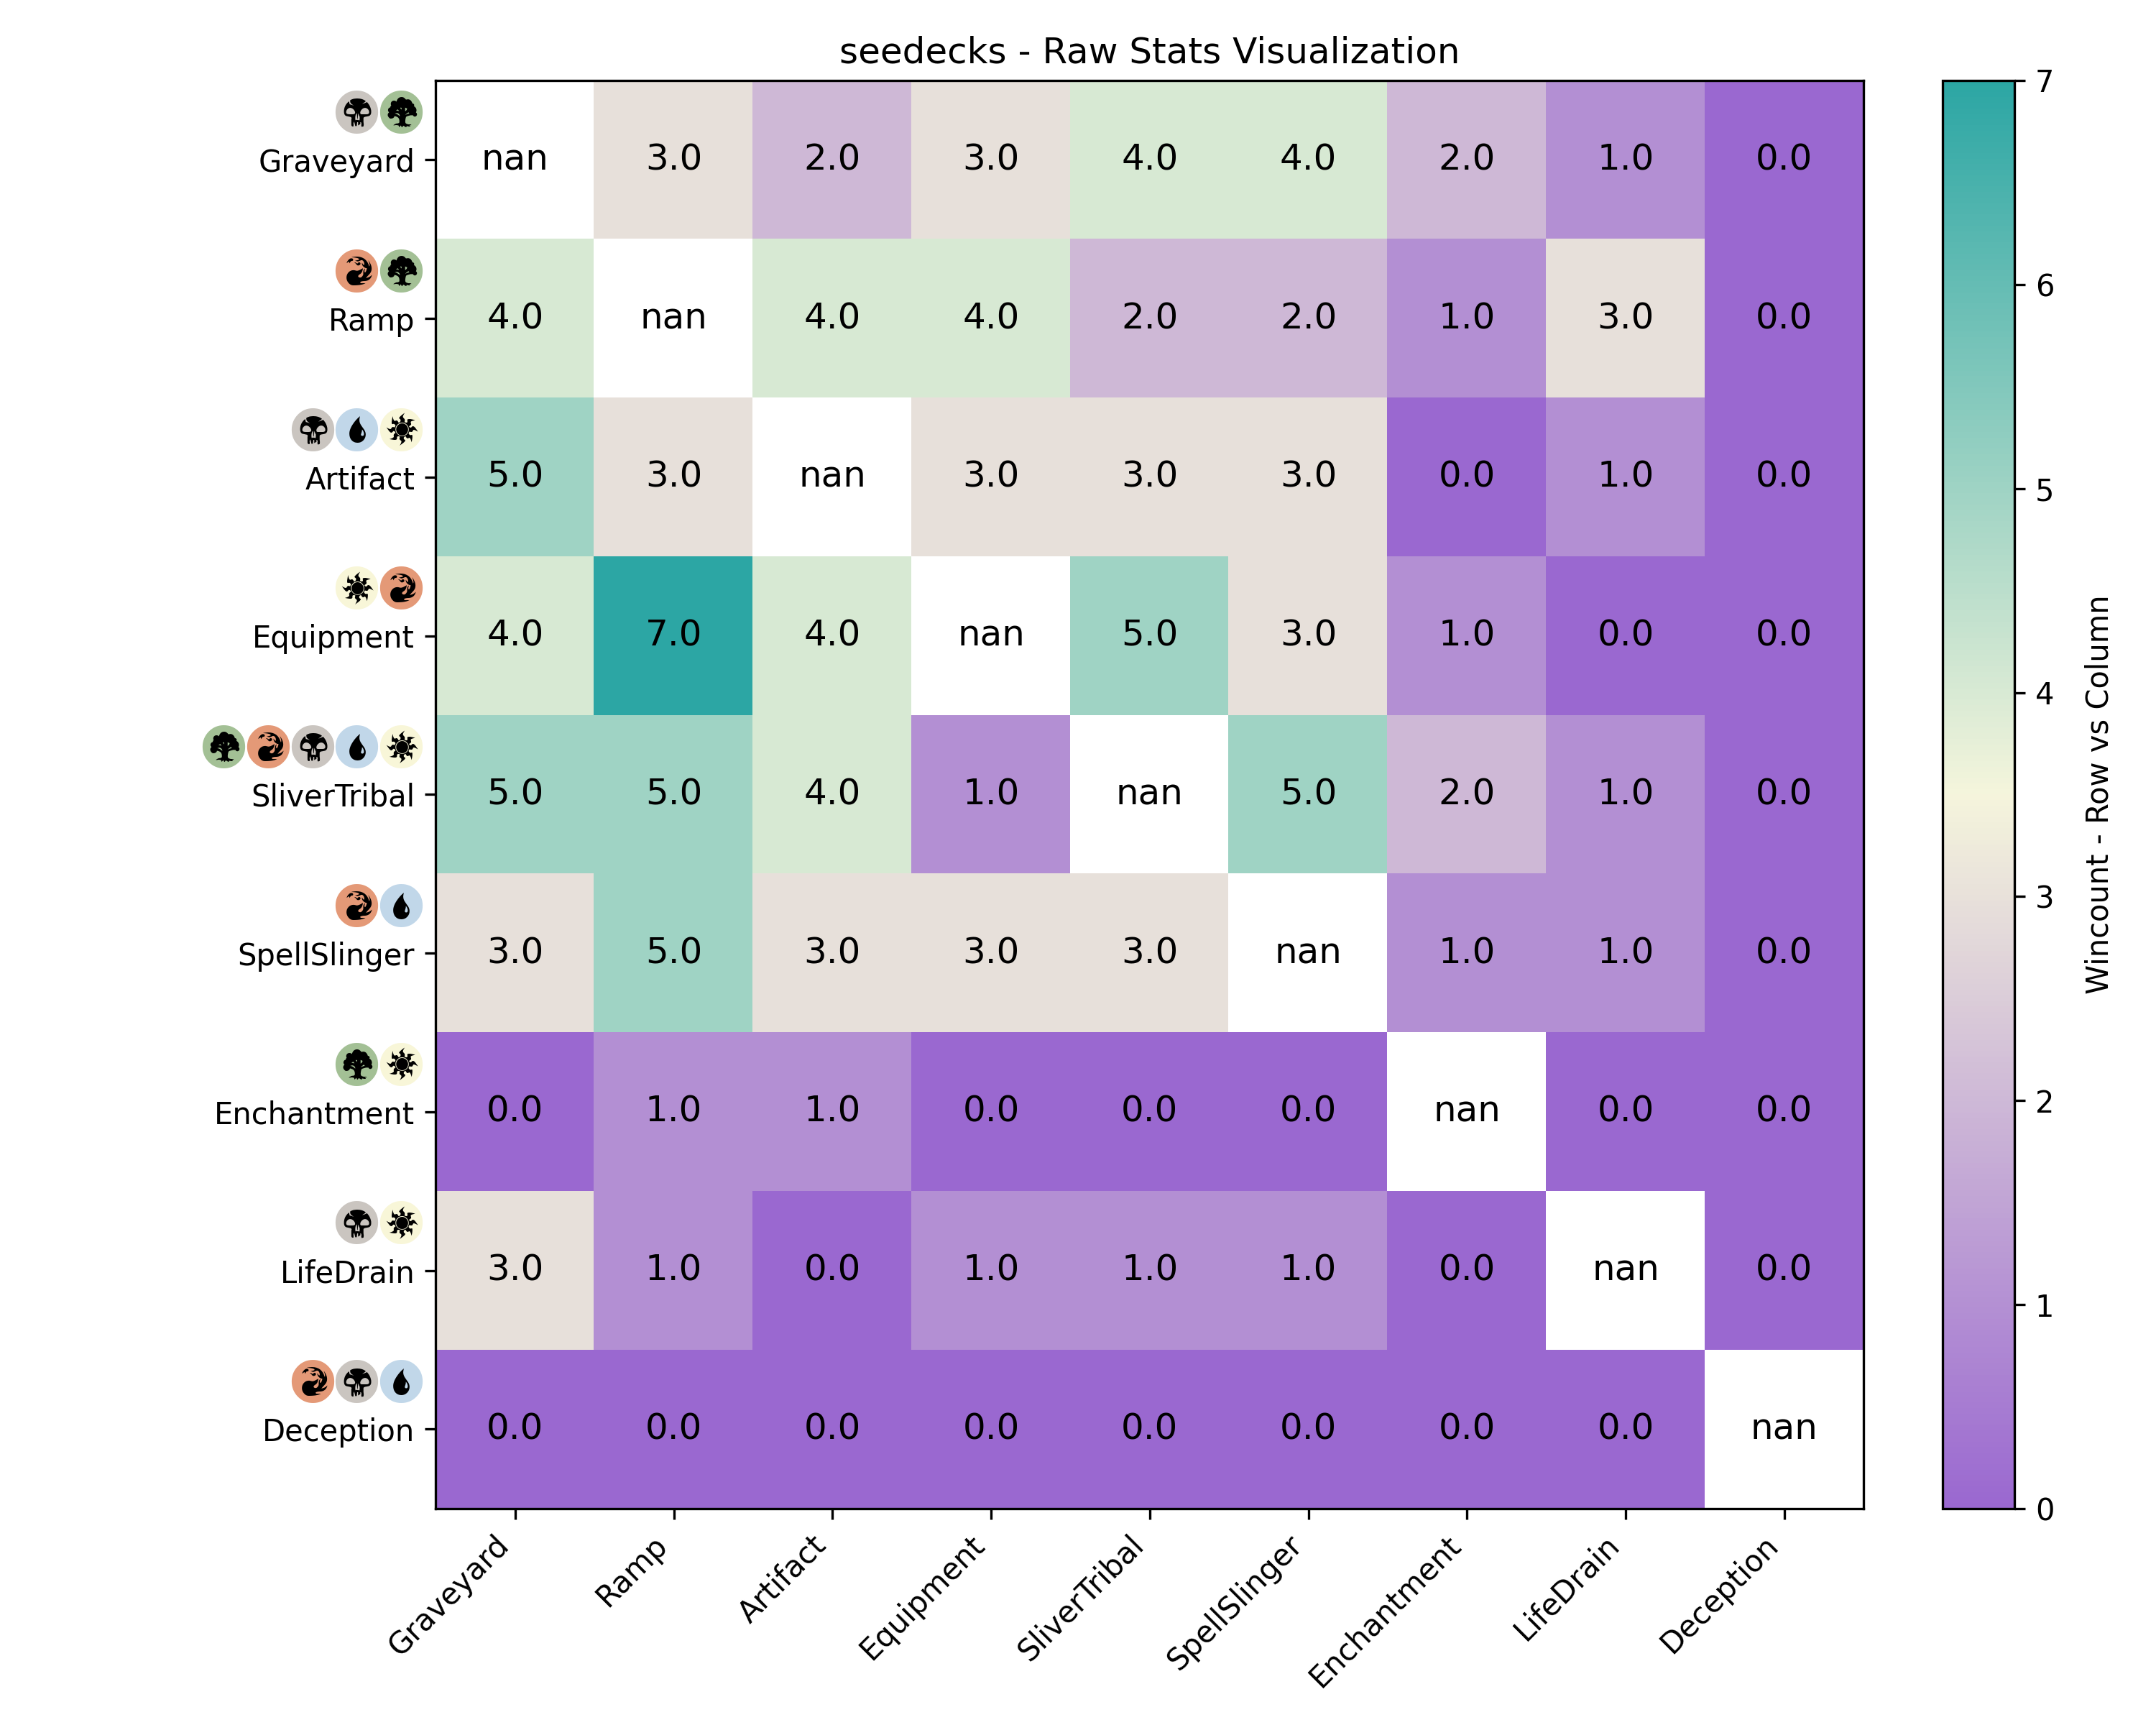 seedecks - Raw Stats Visualization
Graveyard nan 3.0 2.0 3.0 4.0 4.0 2.0 1.0 0.0
Ramp 4.0 nan 4.0 4.0 2.0 2.0 1.0 3.0 0.0
Artifact 5.0 3.0 nan 3.0 3.0 3.0 0.0 1.0 0.0
Equipment 4.0 7.0 4.0 nan 5.0 3.0 1.0 0.0 0.0
SliverTribal 5.0 5.0 4.0 1.0 nan 5.0 2.0 1.0 0.0
SpellSlinger 3.0 5.0 3.0 3.0 3.0 nan 1.0 1.0 0.0
Enchantment 0.0 1.0 1.0 0.0 0.0 0.0 nan 0.0 0.0
LifeDrain 3.0 1.0 0.0 1.0 1.0 1.0 0.0 nan 0.0
Deception 0.0 0.0 0.0 0.0 0.0 0.0 0.0 0.0 nan
Graveyard
Ramp
Artifact
Equipment
SliverTribal
SpellSlinger
Enchantment
LifeDrain
Deception
7
6
5
4
3
2
1
0
Wincount - Row vs Column